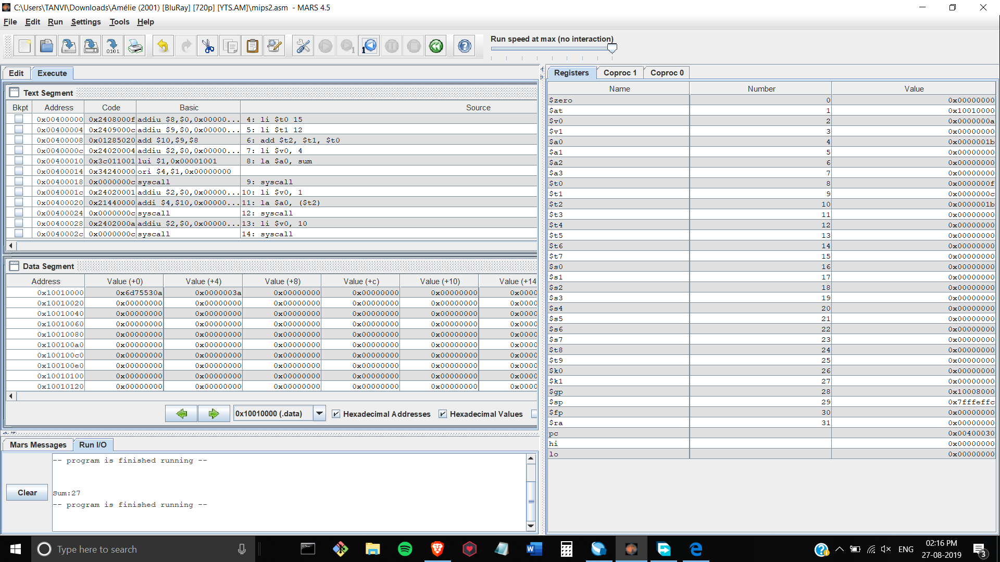 C:\Users\TANVI\Downloads\Amélie (2001) [BluRay] [720p] [YTS.AM]\mips2.asm - MARS 4.5
File Edit Run Settings Tools Help
Run speed at max (no interaction)
Edit Execute
Text Segment
Bkpt Address Code Basic Source
0x00400000 0x2408000f addiu $8,$0,0x00000... 4: li $t0 15
0x00400004 0x2409000c addiu $9,$0,0x00000... 5: li $t1 12
0x00400008 0x01285020 add $10,$9,$8 6: add $t2, $t1, $t0
0x0040000c 0x24020004 addiu $2,$0,0x00000... 7: li $v0, 4
0x00400010 0x3c011001 lui $1,0x00001001 8: la $a0, sum
0x00400014 0x34240000 ori $4,$1,0x00000000
0x00400018 0x0000000c syscall 9: syscall
0x0040001c 0x24020001 addiu $2,$0,0x00000... 10: li $v0, 1
0x00400020 0x21440000 addi $4,$10,0x00000... 11: la $a0, ($t2)
0x00400024 0x0000000c syscall 12: syscall
0x00400028 0x2402000a addiu $2,$0,0x00000... 13: li $v0, 10
0x0040002c 0x0000000c syscall 14: syscall
Data Segment
Address Value (+0) Value (+4) Value (+8) Value (+c) Value (+10) Value (+14
0x10010000 0x6d75530a 0x0000003a 0x00000000 0x00000000 0x00000000 0x0000
0x10010020 0x00000000 0x00000000 0x00000000 0x00000000 0x00000000 0x0000
0x10010040 0x00000000 0x00000000 0x00000000 0x00000000 0x00000000 0x0000
0x10010060 0x00000000 0x00000000 0x00000000 0x00000000 0x00000000 0x0000
0x10010080 0x00000000 0x00000000 0x00000000 0x00000000 0x00000000 0x0000
0x100100a0 0x00000000 0x00000000 0x00000000 0x00000000 0x00000000 0x0000
0x100100c0 0x00000000 0x00000000 0x00000000 0x00000000 0x00000000 0x0000
0x100100e0 0x00000000 0x00000000 0x00000000 0x00000000 0x00000000 0x0000
0x10010100 0x00000000 0x00000000 0x00000000 0x00000000 0x00000000 0x0000
0x10010120 0x00000000 0x00000000 0x00000000 0x00000000 0x00000000 0x0000
0x10010000 (.data) Hexadecimal Addresses Hexadecimal Values
Mars Messages Run I/O
-- program is finished running --
Sum:27
-- program is finished running --
Clear
Registers Coproc 1 Coproc 0
Name Number Value
$zero 0 0x00000000
$at 1 0x10010000
$v0 2 0x0000000a
$v1 3 0x00000000
$a0 4 0x0000001b
$a1 5 0x00000000
$a2 6 0x00000000
$a3 7 0x00000000
$t0 8 0x0000000f
$t1 9 0x0000000c
$t2 10 0x0000001b
$t3 11 0x00000000
$t4 12 0x00000000
$t5 13 0x00000000
$t6 14 0x00000000
$t7 15 0x00000000
$s0 16 0x00000000
$s1 17 0x00000000
$s2 18 0x00000000
$s3 19 0x00000000
$s4 20 0x00000000
$s5 21 0x00000000
$s6 22 0x00000000
$s7 23 0x00000000
$t8 24 0x00000000
$t9 25 0x00000000
$k0 26 0x00000000
$k1 27 0x00000000
$gp 28 0x10008000
$sp 29 0x7fffeffc
$fp 30 0x00000000
$ra 31 0x00000000
pc 0x00400030
hi 0x00000000
lo 0x00000000
Type here to search
ENG
02:16 PM
27-08-2019
3